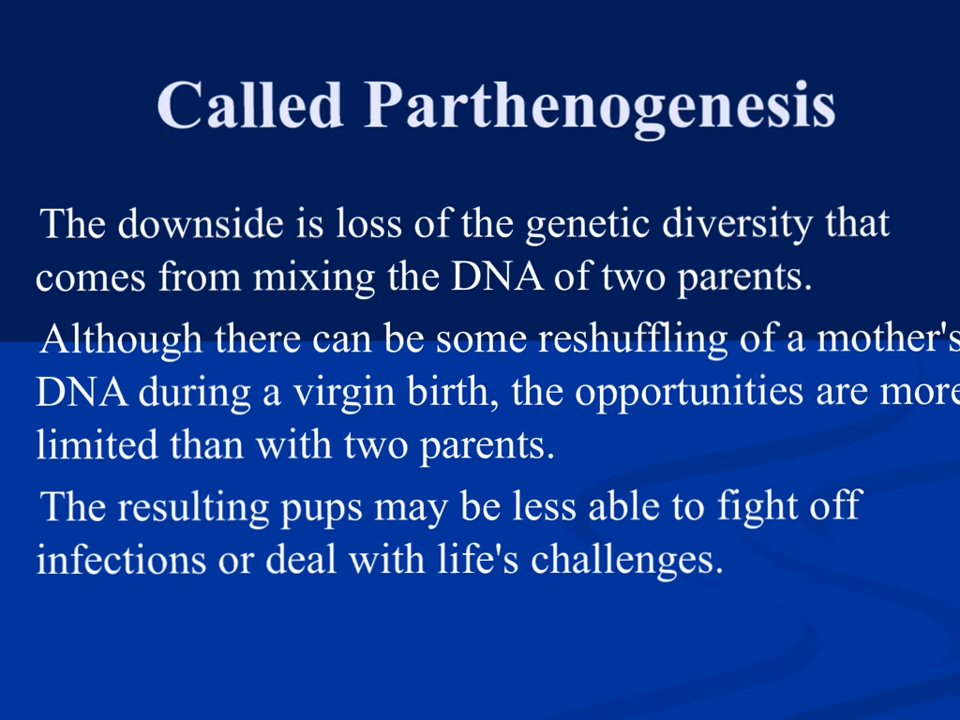 Called Parthenogenesis
The downside is loss of the genetic diversity that
comes from mixing the DNA of two parents.
Although there can be some reshuffling of a mother's
DNA during a virgin birth, the opportunities are more
limited than with two parents.
The resulting pups may be less able to fight off
infections or deal with life's challenges.